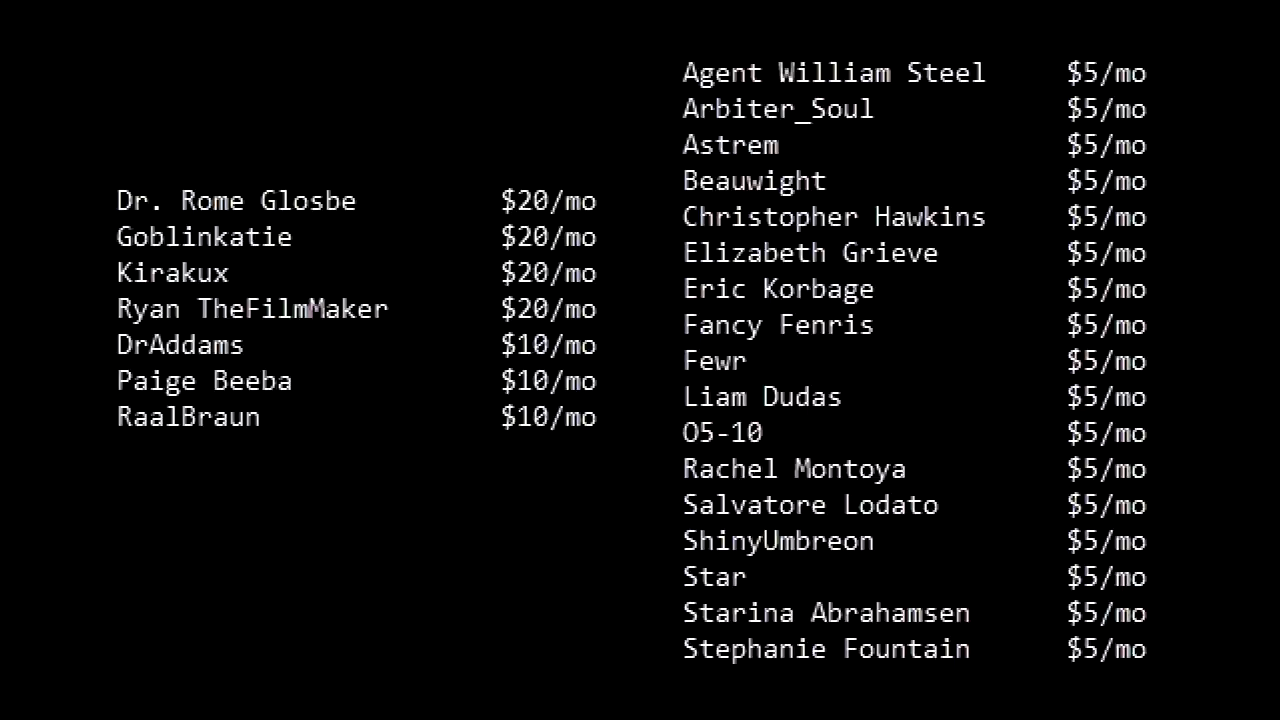 Dr. Rome Glosbe $20/mo
Goblinkatie $20/mo
Kirakux $20/mo
Ryan TheFilmMaker $20/mo
DrAddams $10/mo
Paige Beeba $10/mo
RaalBraun $10/mo
Agent William Steel $5/mo
Arbiter_Soul $5/mo
Astrem $5/mo
Beauwight $5/mo
Christopher Hawkins $5/mo
Elizabeth Grieve $5/mo
Eric Korbage $5/mo
Fancy Fenris $5/mo
Fewr $5/mo
Liam Dudas $5/mo
O5-10 $5/mo
Rachel Montoya $5/mo
Salvatore Lodato $5/mo
ShinyUmbreon $5/mo
Star $5/mo
Starina Abrahamsen $5/mo
Stephanie Fountain $5/mo